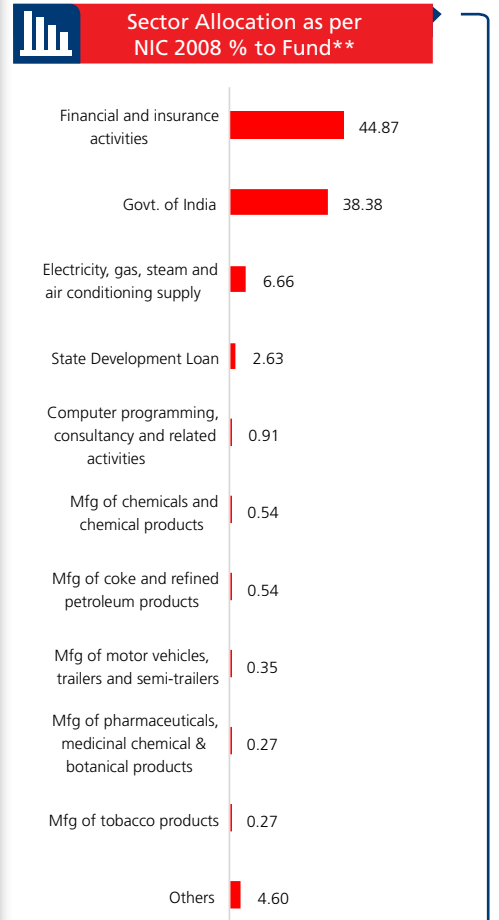 Sector Allocation as per
NIC 2008 % to Fund**
Financial and insurance
activities
44.87
Govt. of India
38.38
Electricity, gas, steam and
air conditioning supply
6.66
State Development Loan
2.63
Computer programming,
consultancy and related
activities
0.91
Mfg of chemicals and
chemical products
0.54
Mfg of coke and refined
petroleum products
0.54
Mfg of motor vehicles,
trailers and semi-trailers
0.35
Mfg of pharmaceuticals,
medicinal chemical &
botanical products
0.27
Mfg of tobacco products
0.27
Others
4.60